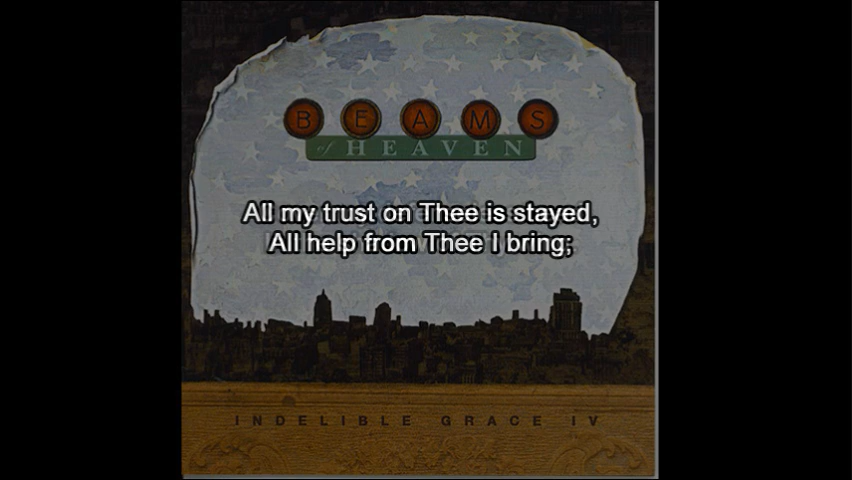 BEAMS
of HEAVEN
All my trust on Thee is stayed,
All help from Thee I bring;
INDELIBLE GRACE IV